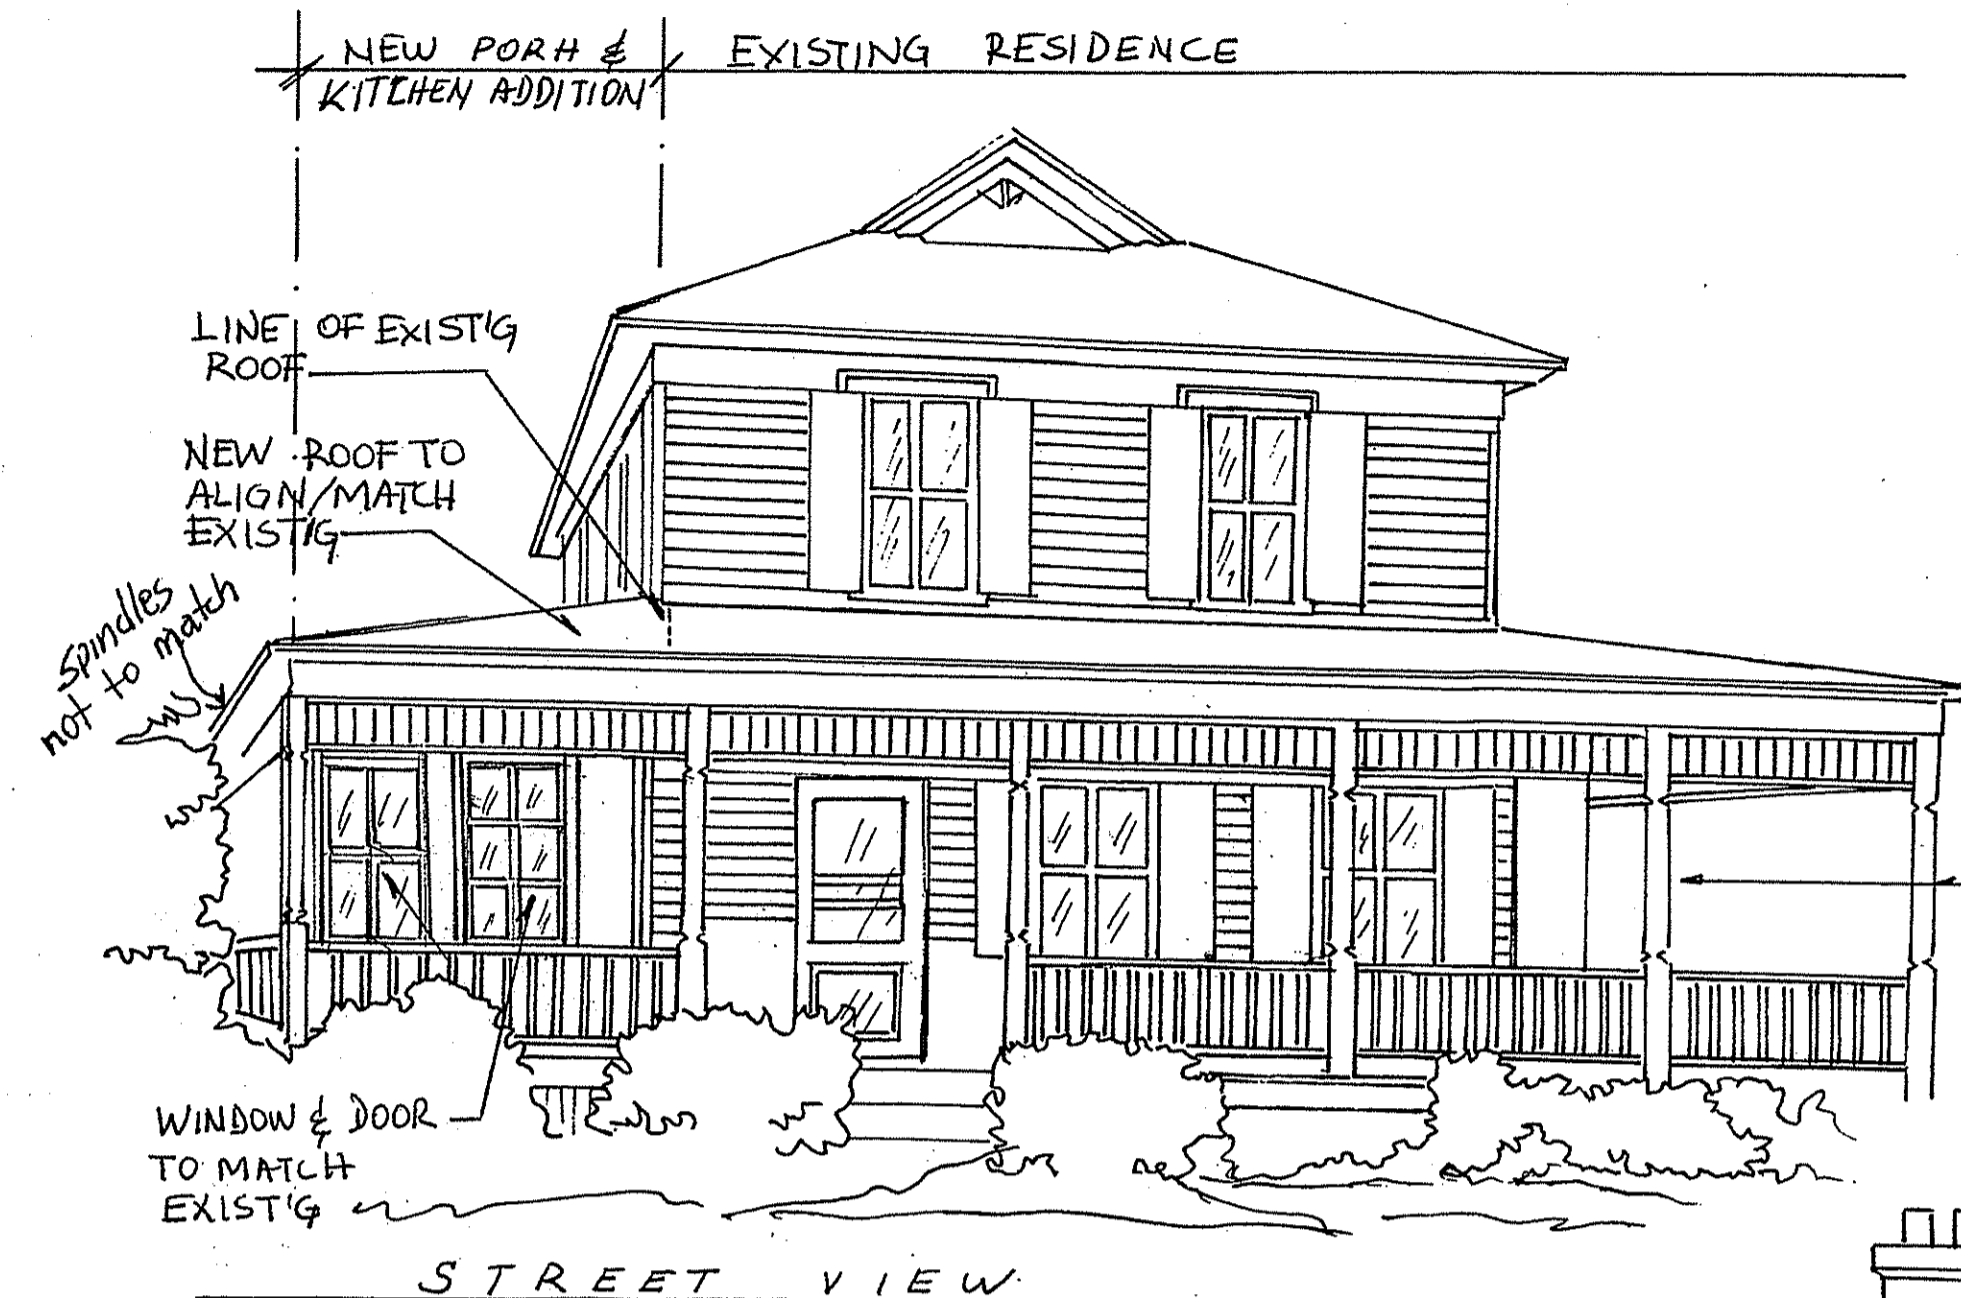 NEW PORH &
KITCHEN ADDITION
EXISTING RESIDENCE
LINE OF EXIST'G
ROOF
NEW ROOF TO
ALIGN/MATCH
EXIST'G
Spindles
not to match
WINDOW & DOOR
TO MATCH
EXIST'G
STREET VIEW